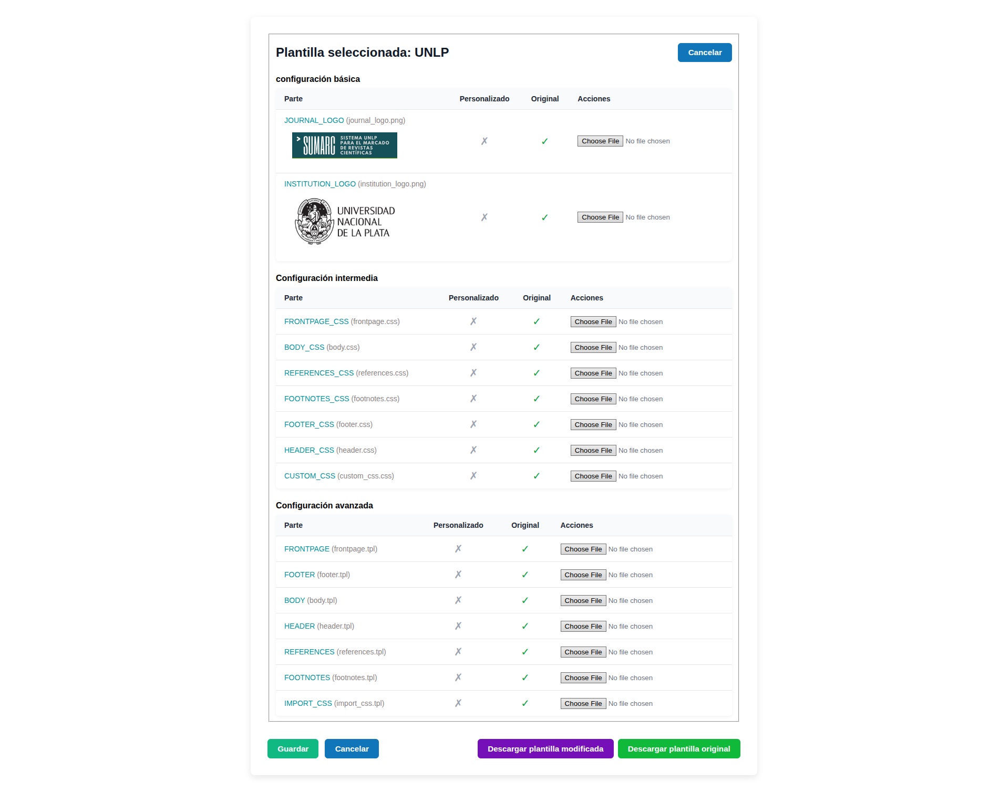 Plantilla seleccionada: UNLP
Cancelar
configuración básica
Parte Personalizado Original Acciones
JOURNAL_LOGO (journal_logo.png)
> SUMARC
SISTEMA UNLP
PARA EL MARCADO
DE REVISTAS
CIENTÍFICAS
✗ ✓ Choose File No file chosen
INSTITUTION_LOGO (institution_logo.png)
UNIVERSIDAD
NACIONAL
DE LA PLATA
✗ ✓ Choose File No file chosen
Configuración intermedia
Parte Personalizado Original Acciones
FRONTPAGE_CSS (frontpage.css) ✗ ✓ Choose File No file chosen
BODY_CSS (body.css) ✗ ✓ Choose File No file chosen
REFERENCES_CSS (references.css) ✗ ✓ Choose File No file chosen
FOOTNOTES_CSS (footnotes.css) ✗ ✓ Choose File No file chosen
FOOTER_CSS (footer.css) ✗ ✓ Choose File No file chosen
HEADER_CSS (header.css) ✗ ✓ Choose File No file chosen
CUSTOM_CSS (custom_css.css) ✗ ✓ Choose File No file chosen
Configuración avanzada
Parte Personalizado Original Acciones
FRONTPAGE (frontpage.tpl) ✗ ✓ Choose File No file chosen
FOOTER (footer.tpl) ✗ ✓ Choose File No file chosen
BODY (body.tpl) ✗ ✓ Choose File No file chosen
HEADER (header.tpl) ✗ ✓ Choose File No file chosen
REFERENCES (references.tpl) ✗ ✓ Choose File No file chosen
FOOTNOTES (footnotes.tpl) ✗ ✓ Choose File No file chosen
IMPORT_CSS (import_css.tpl) ✗ ✓ Choose File No file chosen
Guardar Cancelar Descargar plantilla modificada Descargar plantilla original